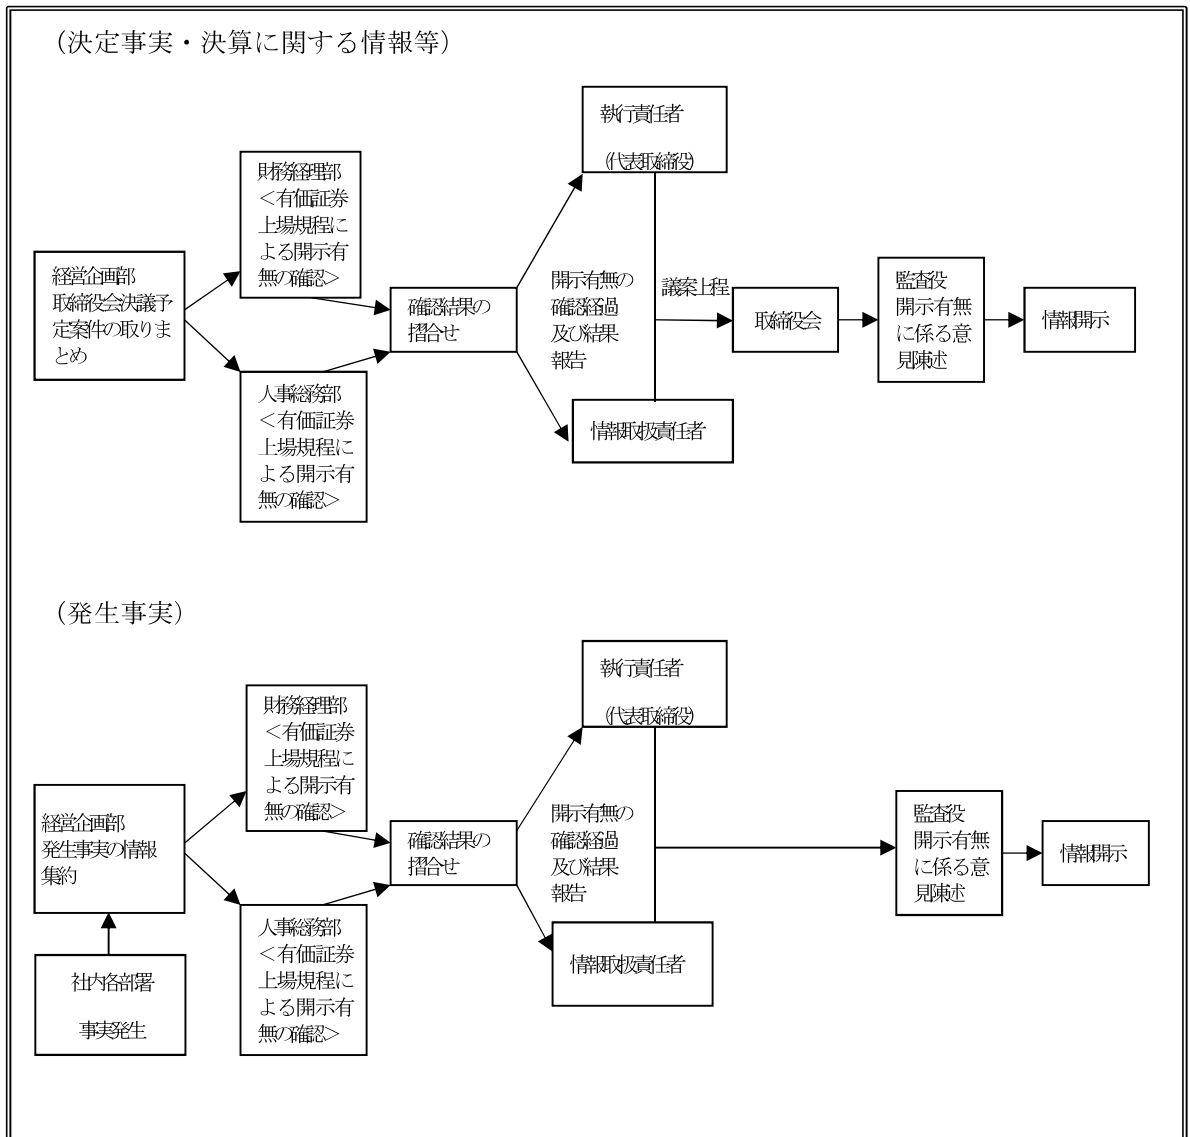 （決定事実・決算に関する情報等）
経営企画部
取締役会決議予
定案件の取りま
とめ
財務経理部
＜有価証券
上場規程に
よる開示有
無の確認＞
人事総務部
＜有価証券
上場規程に
よる開示有
無の確認＞
確認結果の
摺合せ
執行責任者
（代表取締役）
開示有無の
確認経過
及び結果
報告
情報取扱責任者
議案上程
取締役会
監査役
開示有無
に係る意
見陳述
情報開示
（発生事実）
経営企画部
発生事実の情報
集約
社内各部署
事実発生
財務経理部
＜有価証券
上場規程に
よる開示有
無の確認＞
人事総務部
＜有価証券
上場規程に
よる開示有
無の確認＞
確認結果の
摺合せ
執行責任者
（代表取締役）
開示有無の
確認経過
及び結果
報告
情報取扱責任者
監査役
開示有無
に係る意
見陳述
情報開示